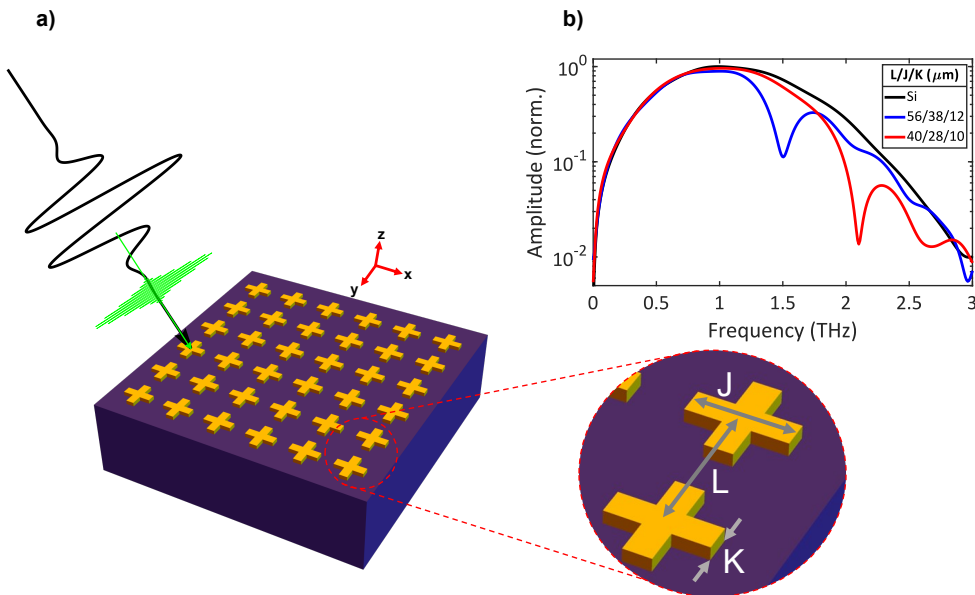 a)
z
x
y
J
L
K
b)
L/J/K (μm)
Si
56/38/12
40/28/10
Amplitude (norm.)
10⁰
10⁻¹
10⁻²
0
0.5
1
1.5
2
2.5
3
Frequency (THz)